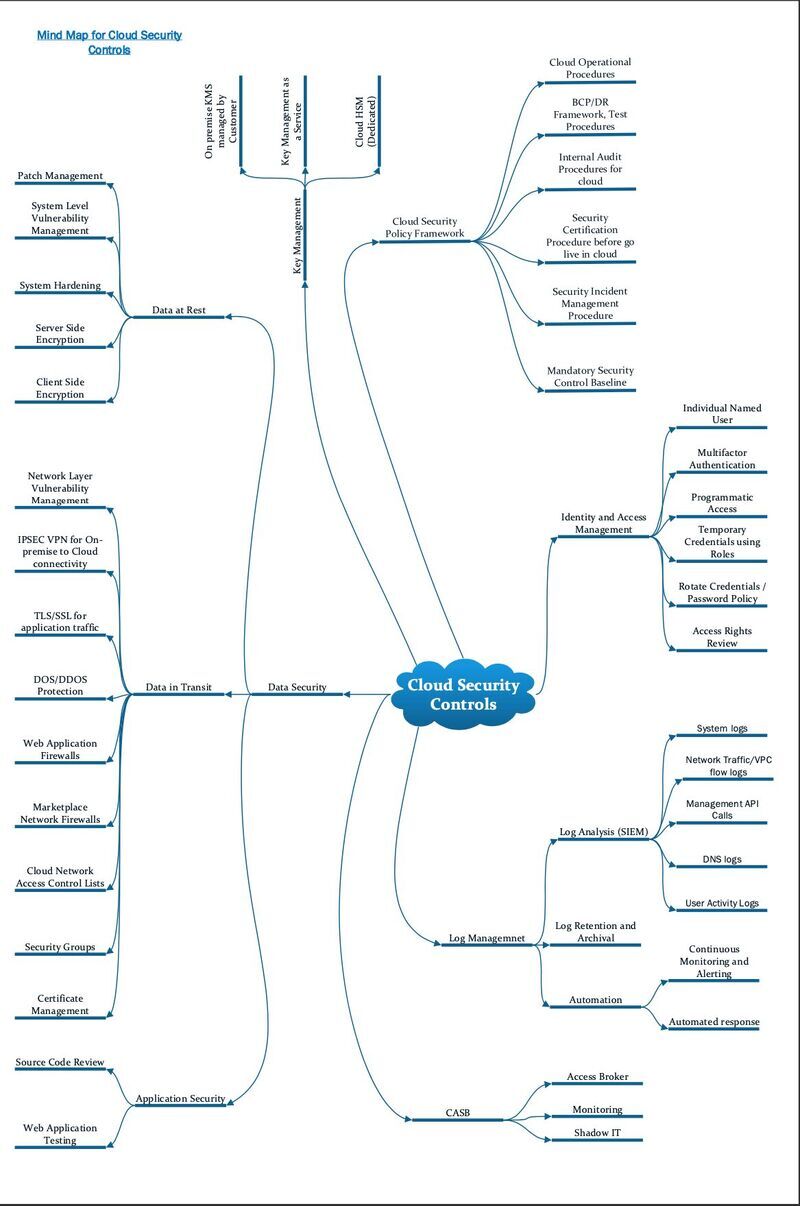 Mind Map for Cloud Security
Controls
On premise KMS
managed by
Customer
Key Management as
a Service
Cloud HSM
(Dedicated)
Key Management
Cloud Security
Policy Framework
Cloud Operational
Procedures
BCP/DR
Framework, Test
Procedures
Internal Audit
Procedures for
cloud
Security
Certification
Procedure before go
live in cloud
Security Incident
Management
Procedure
Mandatory Security
Control Baseline
Patch Management
System Level
Vulnerability
Management
System Hardening
Server Side
Encryption
Client Side
Encryption
Data at Rest
Identity and Access
Management
Individual Named
User
Multifactor
Authentication
Programmatic
Access
Temporary
Credentials using
Roles
Rotate Credentials /
Password Policy
Access Rights
Review
Network Layer
Vulnerability
Management
IPSEC VPN for On-
premise to Cloud
connectivity
TLS/SSL for
application traffic
DOS/DDOS
Protection
Web Application
Firewalls
Marketplace
Network Firewalls
Cloud Network
Access Control Lists
Security Groups
Certificate
Management
Data in Transit
Data Security
Cloud Security
Controls
Log Analysis (SIEM)
System logs
Network Traffic/VPC
flow logs
Management API
Calls
DNS logs
User Activity Logs
Log Managemnet
Log Retention and
Archival
Automation
Continuous
Monitoring and
Alerting
Automated response
Source Code Review
Web Application
Testing
Application Security
CASB
Access Broker
Monitoring
Shadow IT